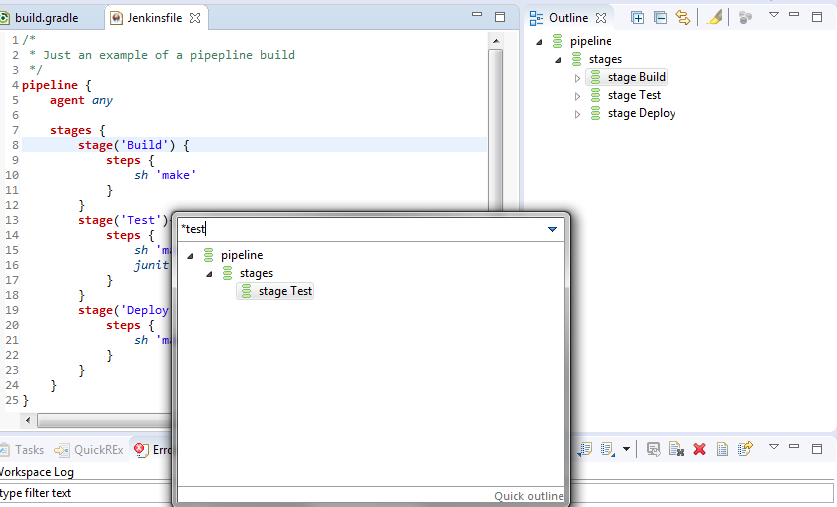 build.gradle
Jenkinsfile
Outline
1 /*
2  * Just an example of a pipepline build
3  */
4 pipeline {
5     agent any
6
7     stages {
8         stage('Build') {
9             steps {
10                 sh 'make'
11             }
12         }
13         stage('Test')
14             steps {
15                 sh 'ma
16                 junit
17             }
18         }
19         stage('Deploy
20             steps {
21                 sh 'ma
22             }
23         }
24     }
25 }
pipeline
stages
stage Build
stage Test
stage Deploy
*test
pipeline
stages
stage Test
Quick outline
Tasks
QuickREx
Erro
Workspace Log
type filter text